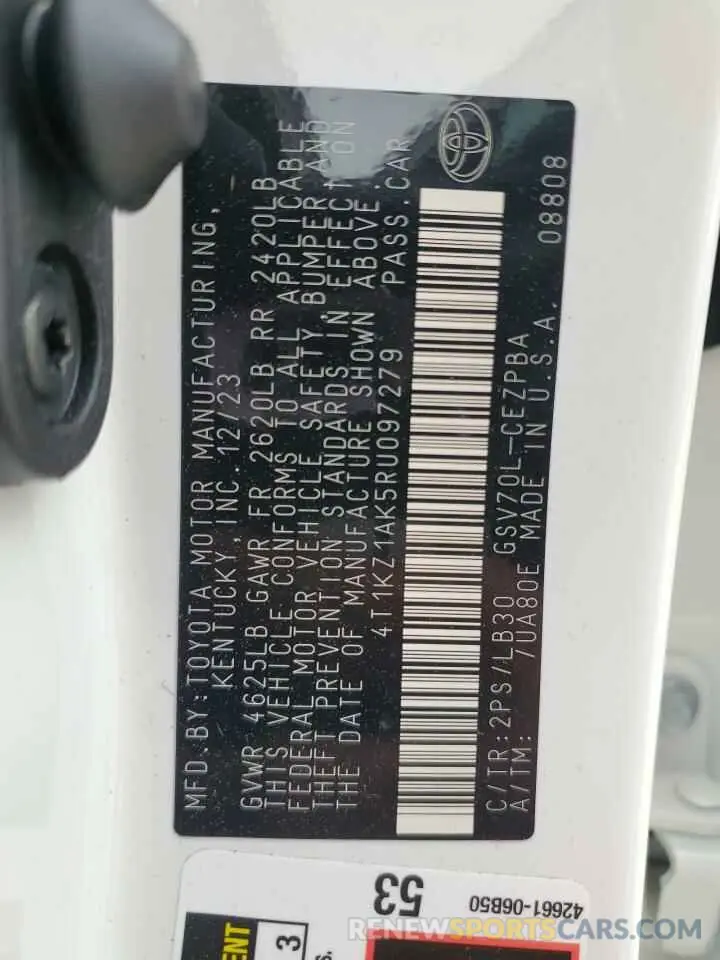 MFD.BY:TOYOTA MOTOR MANUFACTURING,
KENTUCKY,INC.12/23
GVWR 4625LB GAWR FR 2620LB RR 2420LB
THIS VEHICLE CONFORMS TO ALL APPLICABLE
FEDERAL MOTOR VEHICLE SAFETY, BUMPER AND
THEFT PREVENTION STANDARDS IN EFFECT ON
THE DATE OF MANUFACTURE SHOWN ABOVE.
4T1KZ1AK5RU097279 PASS.CAR
C/TR:2PS/LB30 GSV70L-CEZPBA
A/TM: 7UA80E MADE IN U.S.A. 08808
53
42661-06B50
3
RENEWSPORTSCARS.COM